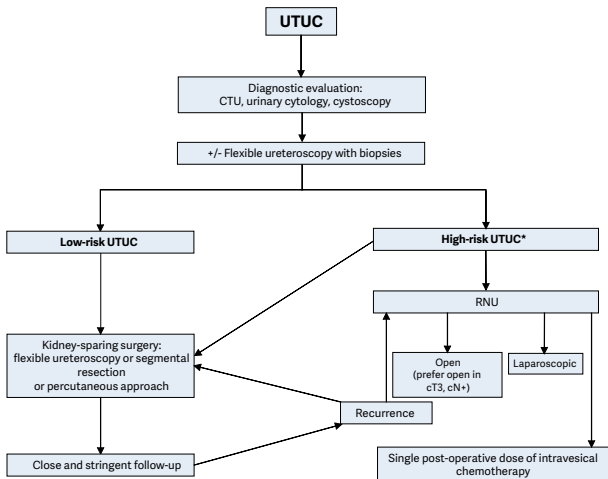 UTUC
Diagnostic evaluation:
CTU, urinary cytology, cystoscopy
+/- Flexible ureteroscopy with biopsies
Low-risk UTUC
High-risk UTUC*
RNU
Kidney-sparing surgery:
flexible ureteroscopy or segmental
resection
or percutaneous approach
Open
(prefer open in
cT3, cN+)
Laparoscopic
Recurrence
Close and stringent follow-up
Single post-operative dose of intravesical
chemotherapy